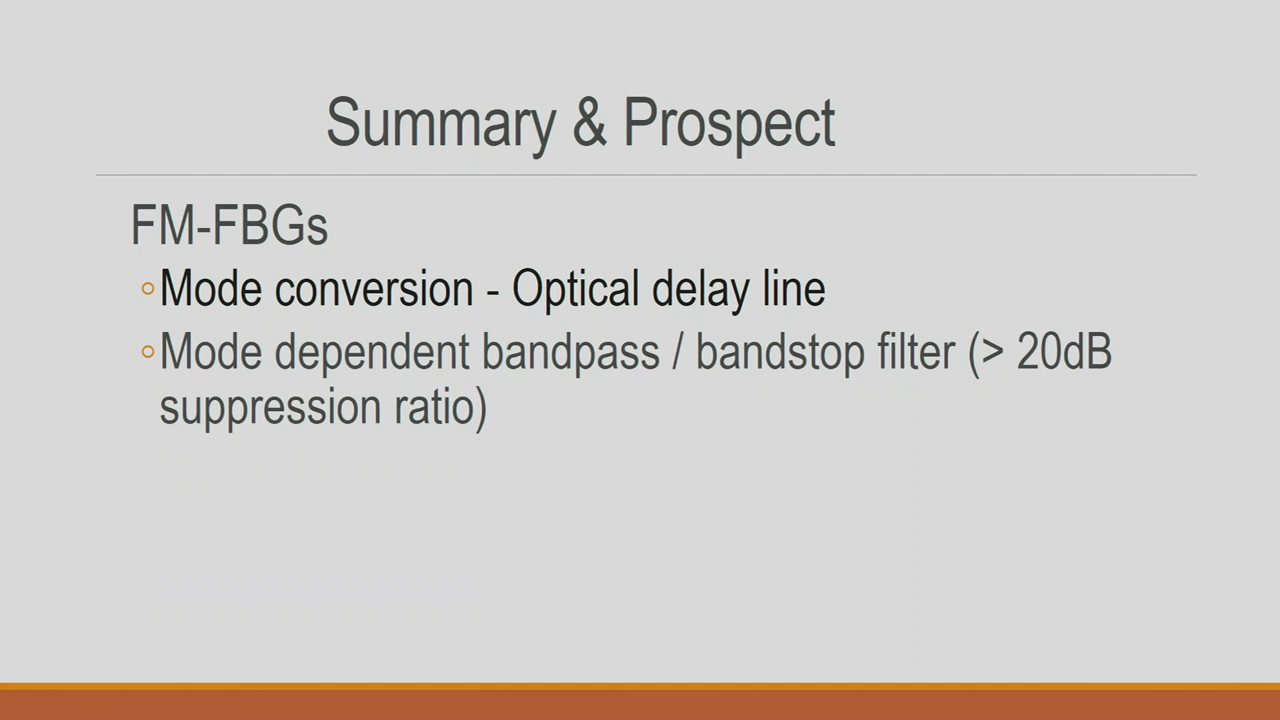 Summary & Prospect
FM-FBGs
◦Mode conversion - Optical delay line
◦Mode dependent bandpass / bandstop filter (> 20dB
suppression ratio)